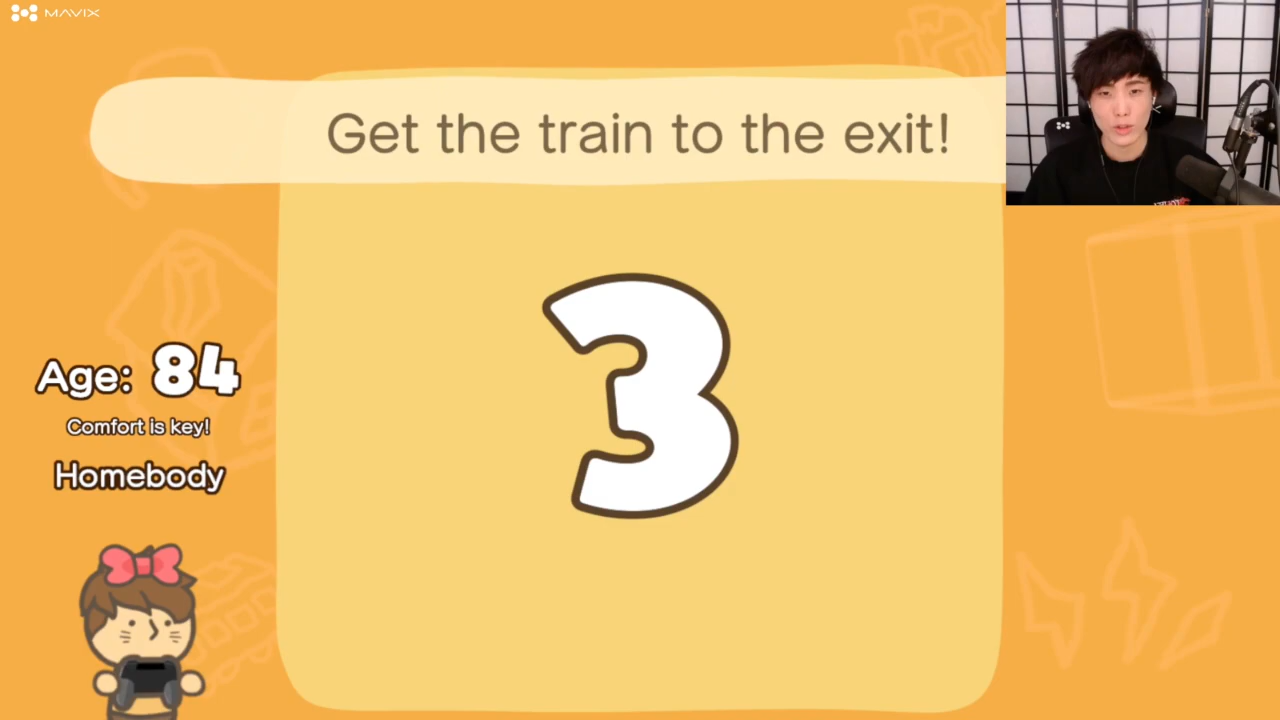 MAVIX
Get the train to the exit!
3
Age: 84
Comfort is key!
Homebody